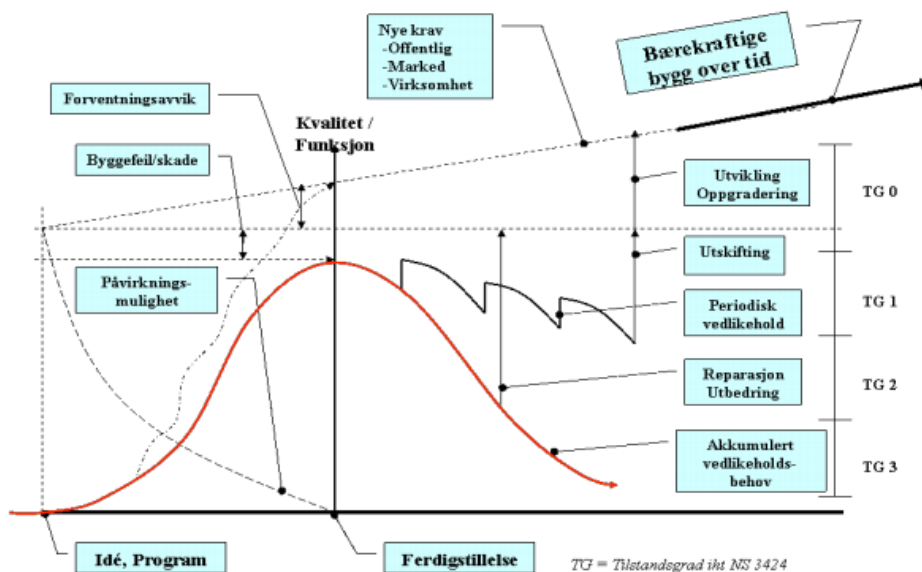 Nye krav
-Offentlig
-Marked
-Virksomhet
Bærekraftige
bygg over tid
Forventningsavvik
Kvalitet /
Funksjon
Byggefeil/skade
Utvikling
Oppgradering
TG 0
Utskifting
Påvirknings-
mulighet
Periodisk
vedlikehold
TG 1
Reparasjon
Utbedring
TG 2
Akkumulert
vedlikeholds-
behov
TG 3
Idé, Program
Ferdigstillelse
TG = Tilstandsgrad iht NS 3424